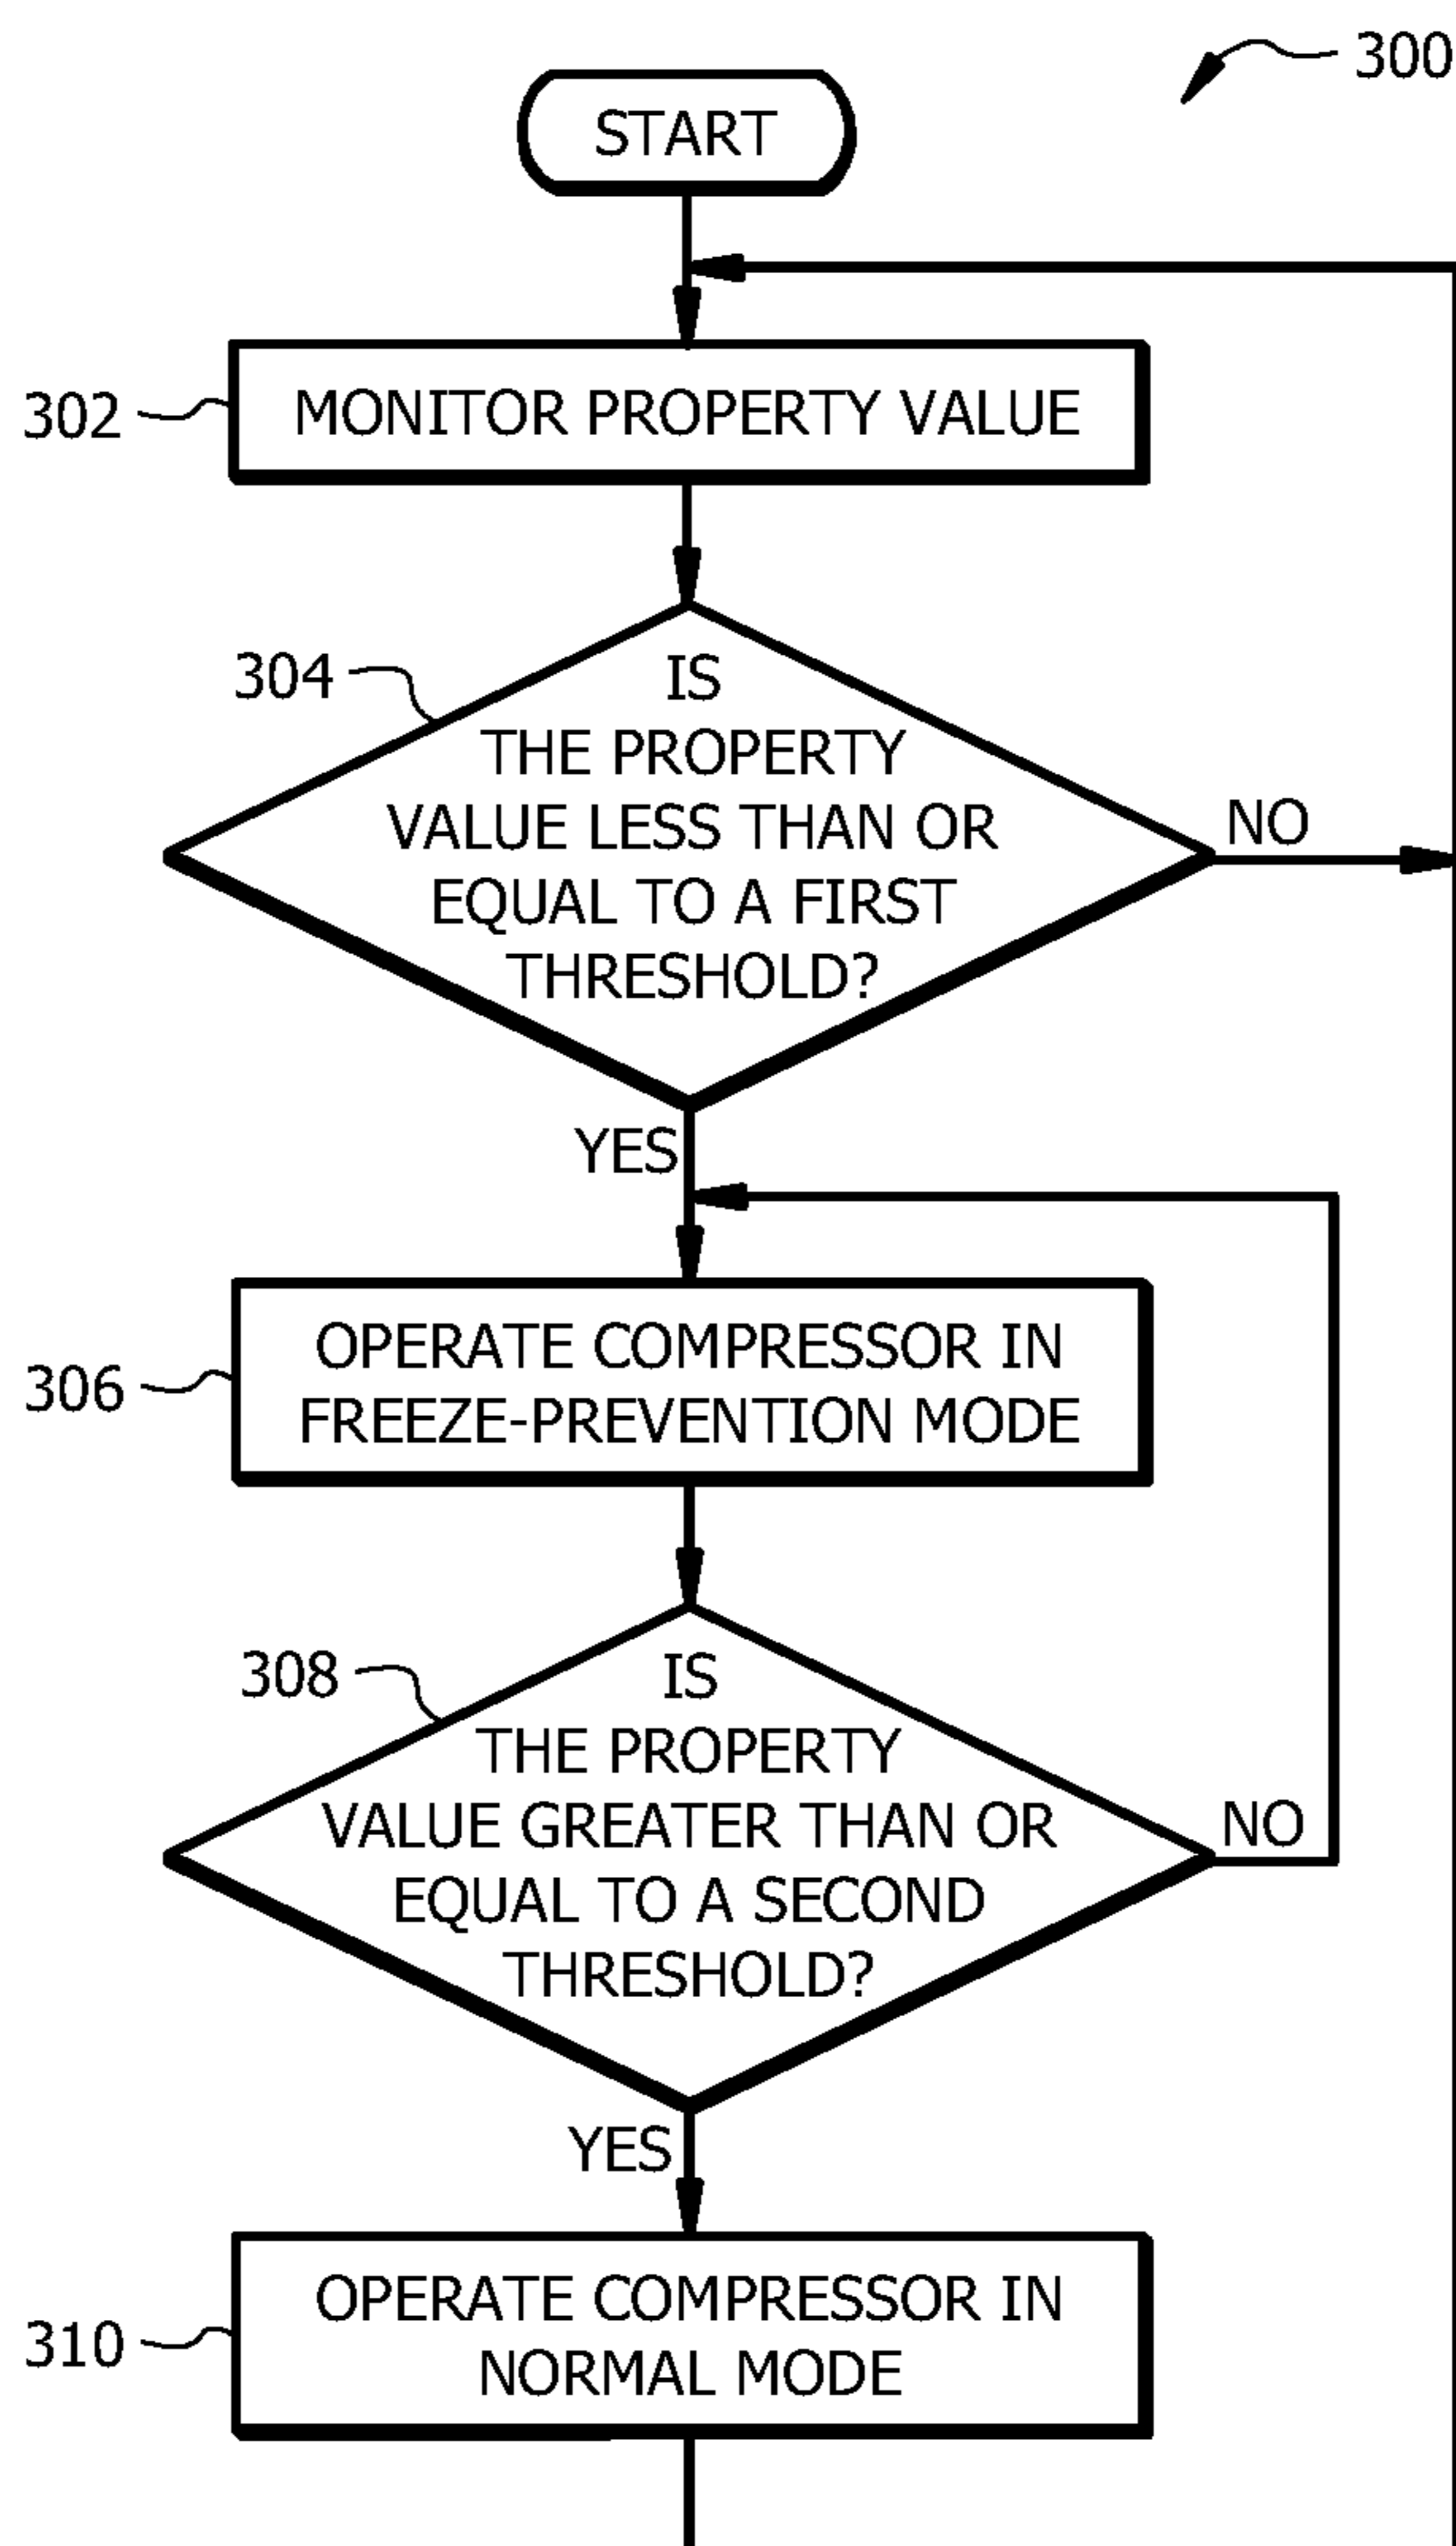 300
START
302
MONITOR PROPERTY VALUE
304
IS
THE PROPERTY
VALUE LESS THAN OR
EQUAL TO A FIRST
THRESHOLD?
NO
YES
306
OPERATE COMPRESSOR IN
FREEZE-PREVENTION MODE
308
IS
THE PROPERTY
VALUE GREATER THAN OR
EQUAL TO A SECOND
THRESHOLD?
NO
YES
310
OPERATE COMPRESSOR IN
NORMAL MODE